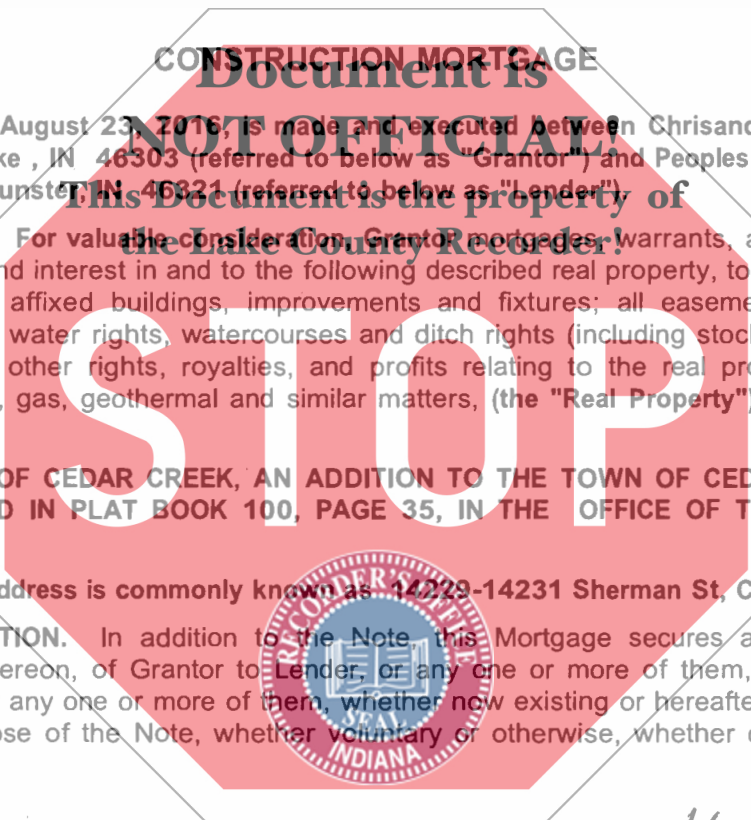 CONSTRUCTION MORTGAGE
Document is
August 23, 2016, is made and executed between Chrisand
NOT OFFICIAL!
ke , IN 46303 (referred to below as "Grantor") and Peoples
unster, IN 46321 (referred to below as "Lender").
This Document is the property of
For valuable consideration, Grantor mortgages, warrants, a
the Lake County Recorder!
nd interest in and to the following described real property, to
affixed buildings, improvements and fixtures; all easeme
water rights, watercourses and ditch rights (including stoc
other rights, royalties, and profits relating to the real pro
, gas, geothermal and similar matters, (the "Real Property")
STOP
OF CEDAR CREEK, AN ADDITION TO THE TOWN OF CED
D IN PLAT BOOK 100, PAGE 35, IN THE OFFICE OF T
ddress is commonly known as 14229-14231 Sherman St, C
TION. In addition to the Note, this Mortgage secures a
ereon, of Grantor to Lender, or any one or more of them,
any one or more of them, whether now existing or hereafte
ose of the Note, whether voluntary or otherwise, whether d
RECORDER'S OFFICE
SEAL
INDIANA